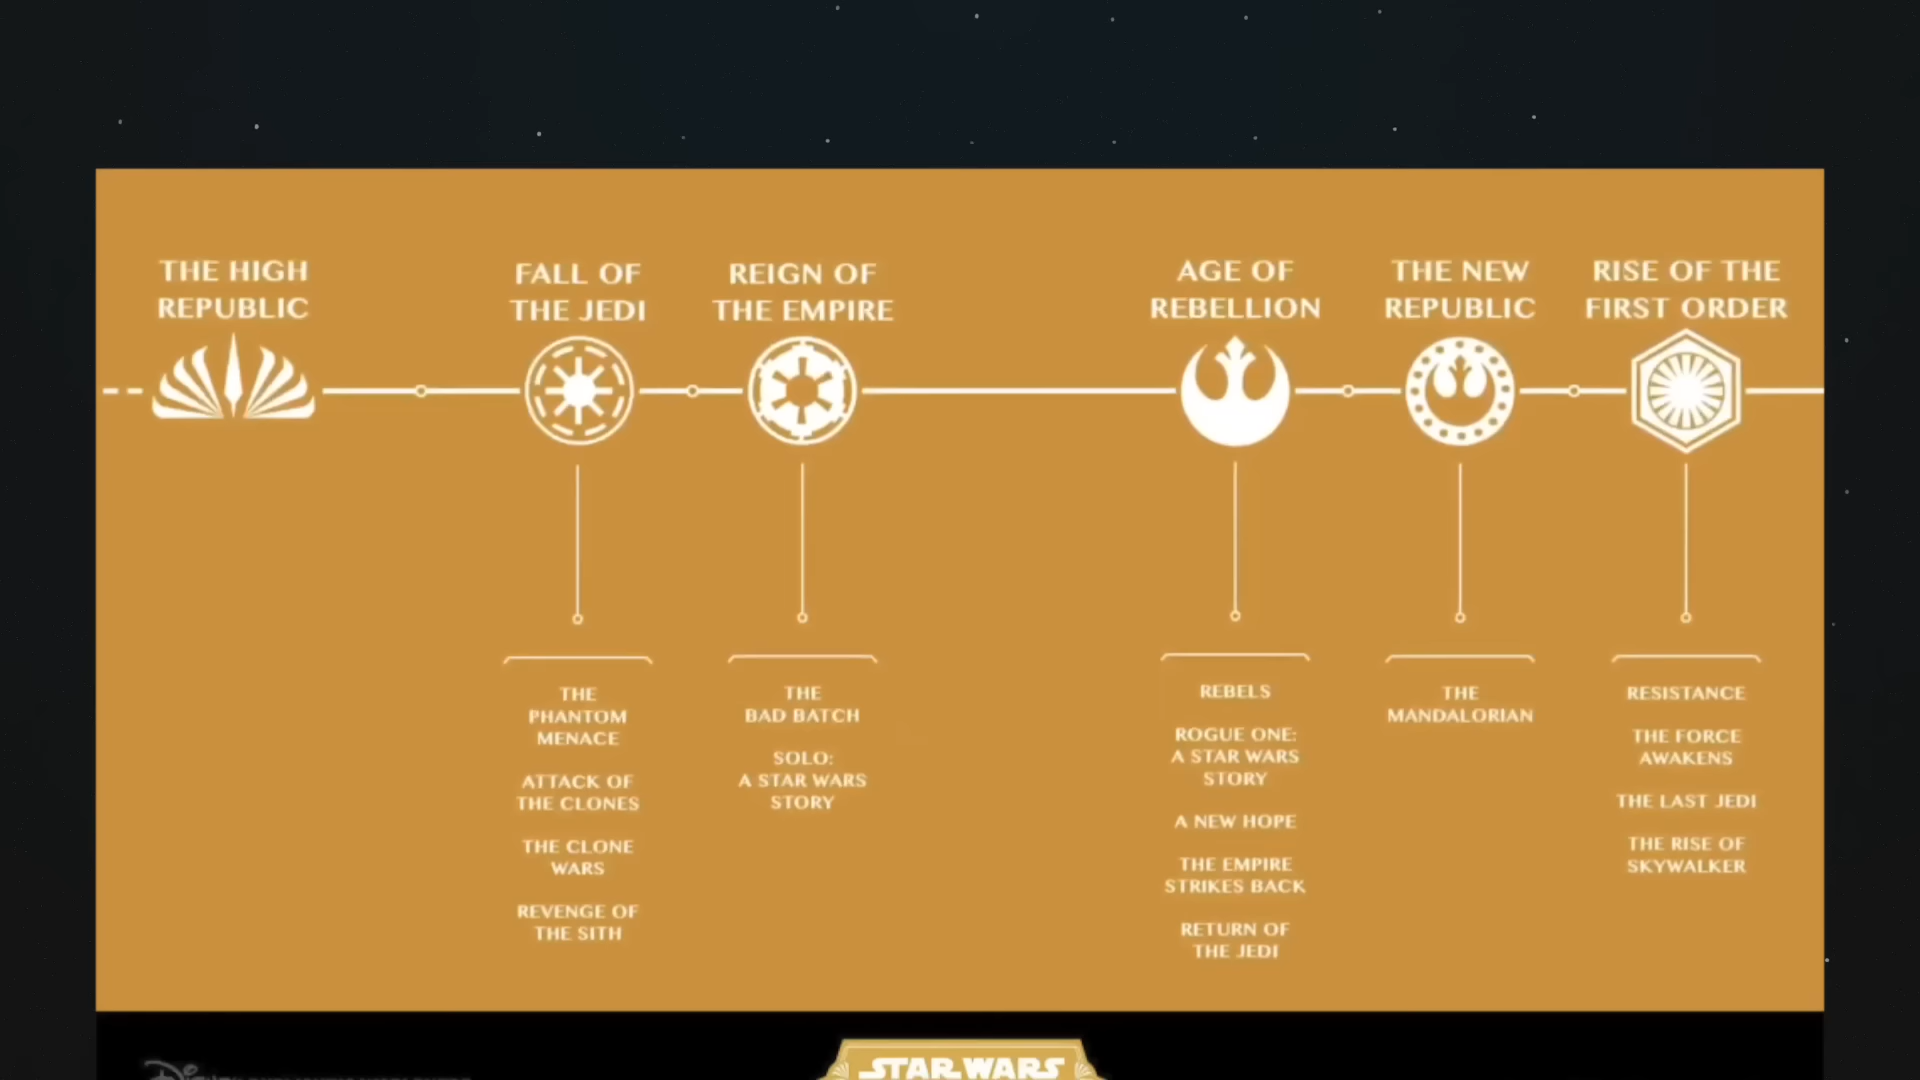 THE HIGH
REPUBLIC
FALL OF
THE JEDI
REIGN OF
THE EMPIRE
AGE OF
REBELLION
THE NEW
REPUBLIC
RISE OF THE
FIRST ORDER
THE
PHANTOM
MENACE
ATTACK OF
THE CLONES
THE CLONE
WARS
REVENGE OF
THE SITH
THE
BAD BATCH
SOLO:
A STAR WARS
STORY
REBELS
ROGUE ONE:
A STAR WARS
STORY
A NEW HOPE
THE EMPIRE
STRIKES BACK
RETURN OF
THE JEDI
THE
MANDALORIAN
RESISTANCE
THE FORCE
AWAKENS
THE LAST JEDI
THE RISE OF
SKYWALKER
STAR WARS